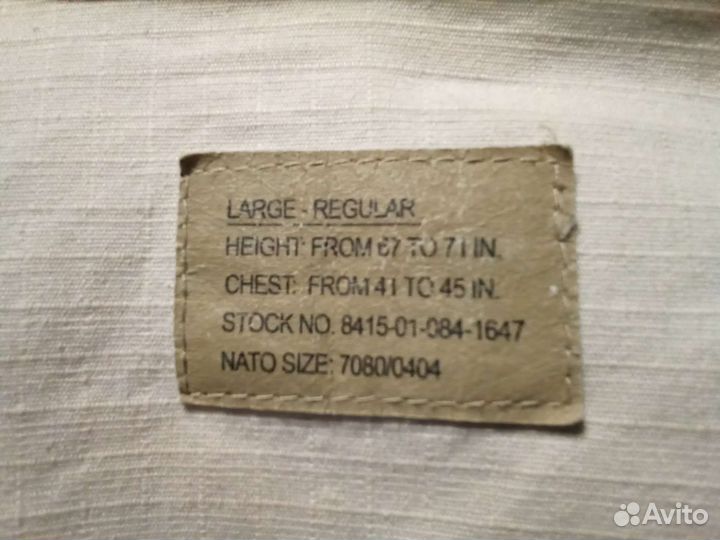 LARGE - REGULAR
HEIGHT: FROM 67 TO 71 IN.
CHEST: FROM 41 TO 45 IN.
STOCK NO. 8415-01-084-1647
NATO SIZE: 7080/0404
Avito